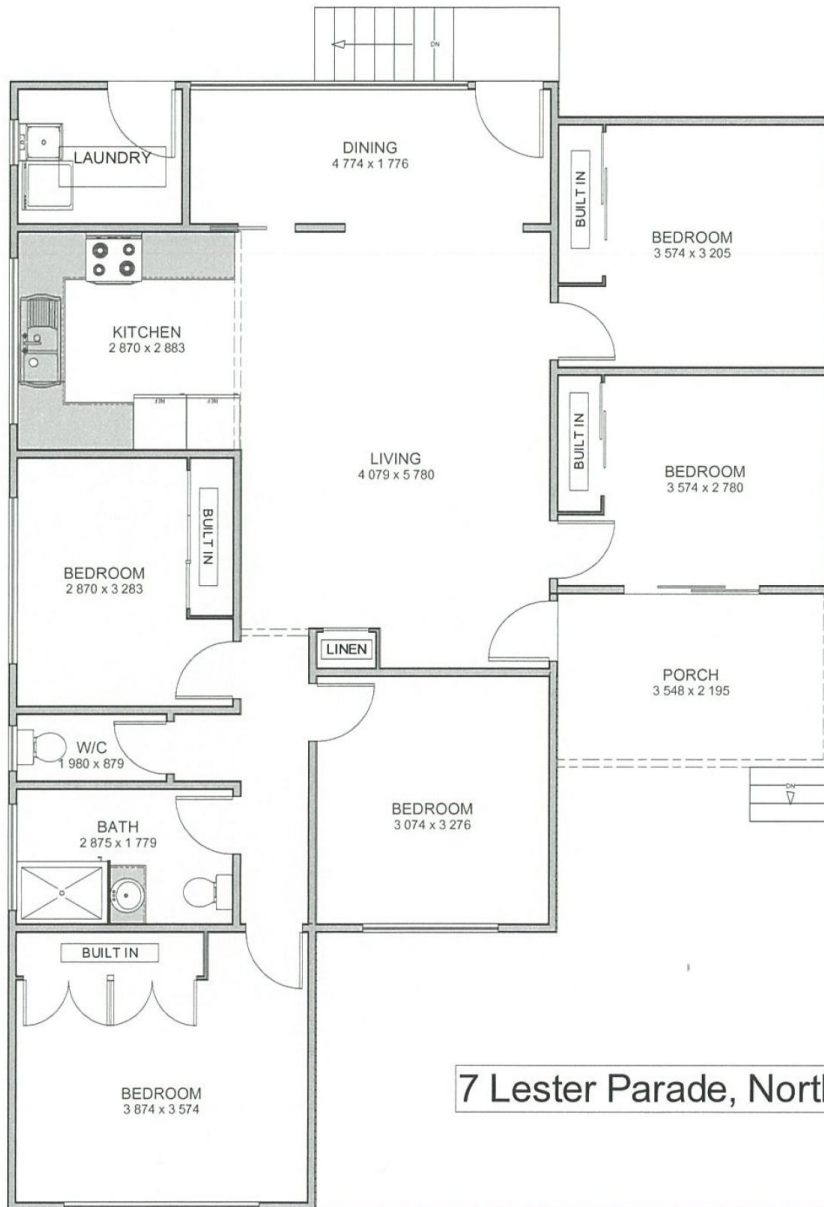 DN
LAUNDRY
DINING
4 774 x 1 776
BUILT IN
BEDROOM
3 574 x 3 205
KITCHEN
2 870 x 2 883
REF
REF
LIVING
4 079 x 5 780
BUILT IN
BEDROOM
3 574 x 2 780
BUILT IN
BEDROOM
2 870 x 3 283
LINEN
PORCH
3 548 x 2 195
W/C
1 980 x 879
DN
BEDROOM
3 074 x 3 276
BATH
2 875 x 1 779
BUILT IN
BEDROOM
3 874 x 3 574
7 Lester Parade, North